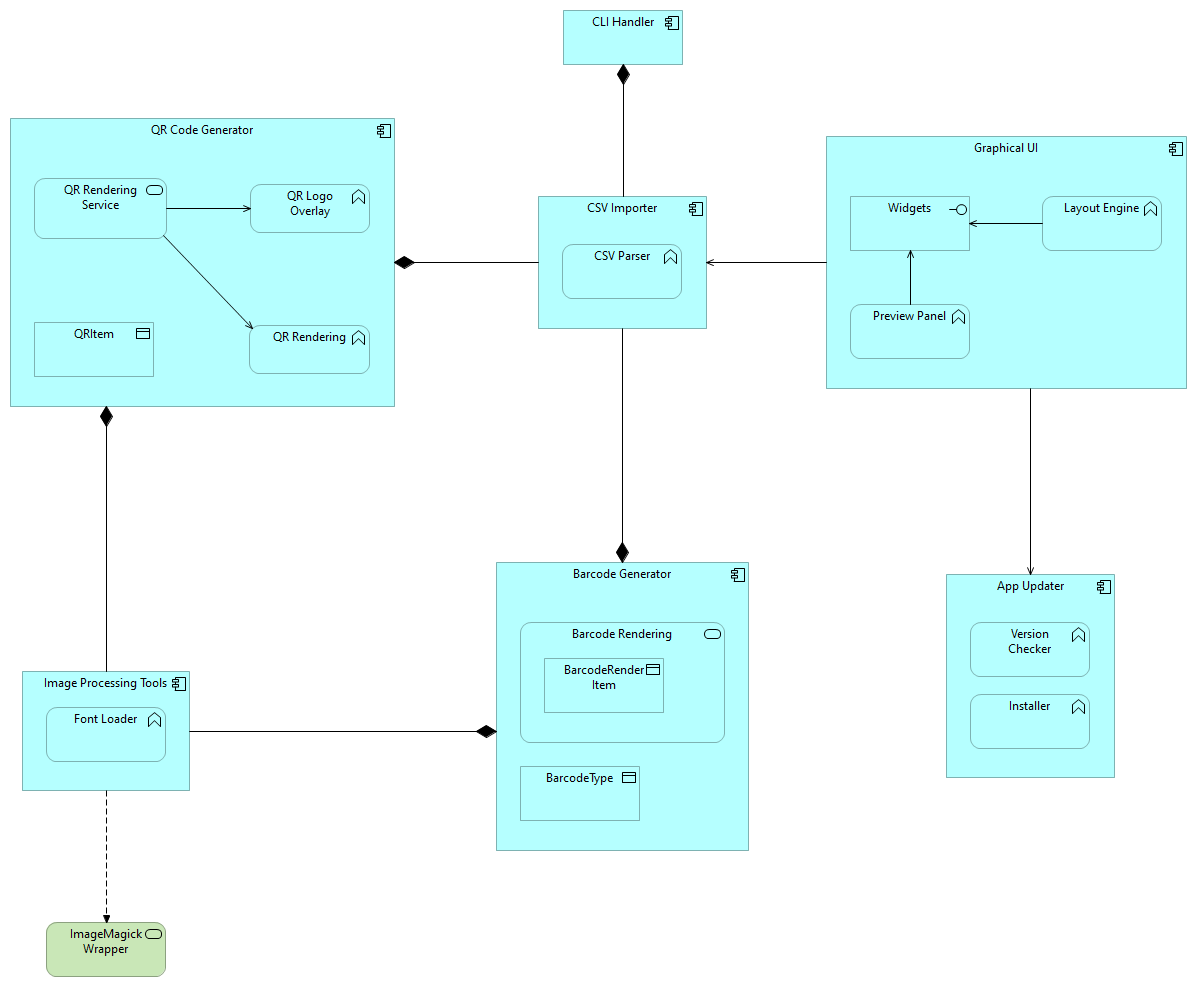 CLI Handler
QR Code Generator
QR Rendering
Service
QR Logo
Overlay
QRItem
QR Rendering
CSV Importer
CSV Parser
Graphical UI
Widgets
Layout Engine
Preview Panel
Barcode Generator
Barcode Rendering
BarcodeRender
Item
BarcodeType
App Updater
Version
Checker
Installer
Image Processing Tools
Font Loader
ImageMagick
Wrapper